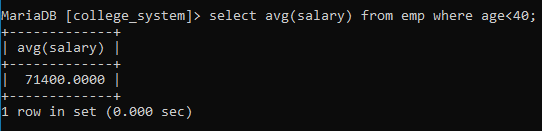 MariaDB [college_system]> select avg(salary) from emp where age<40;
+-------------+
| avg(salary) |
+-------------+
|  71400.0000 |
+-------------+
1 row in set (0.000 sec)